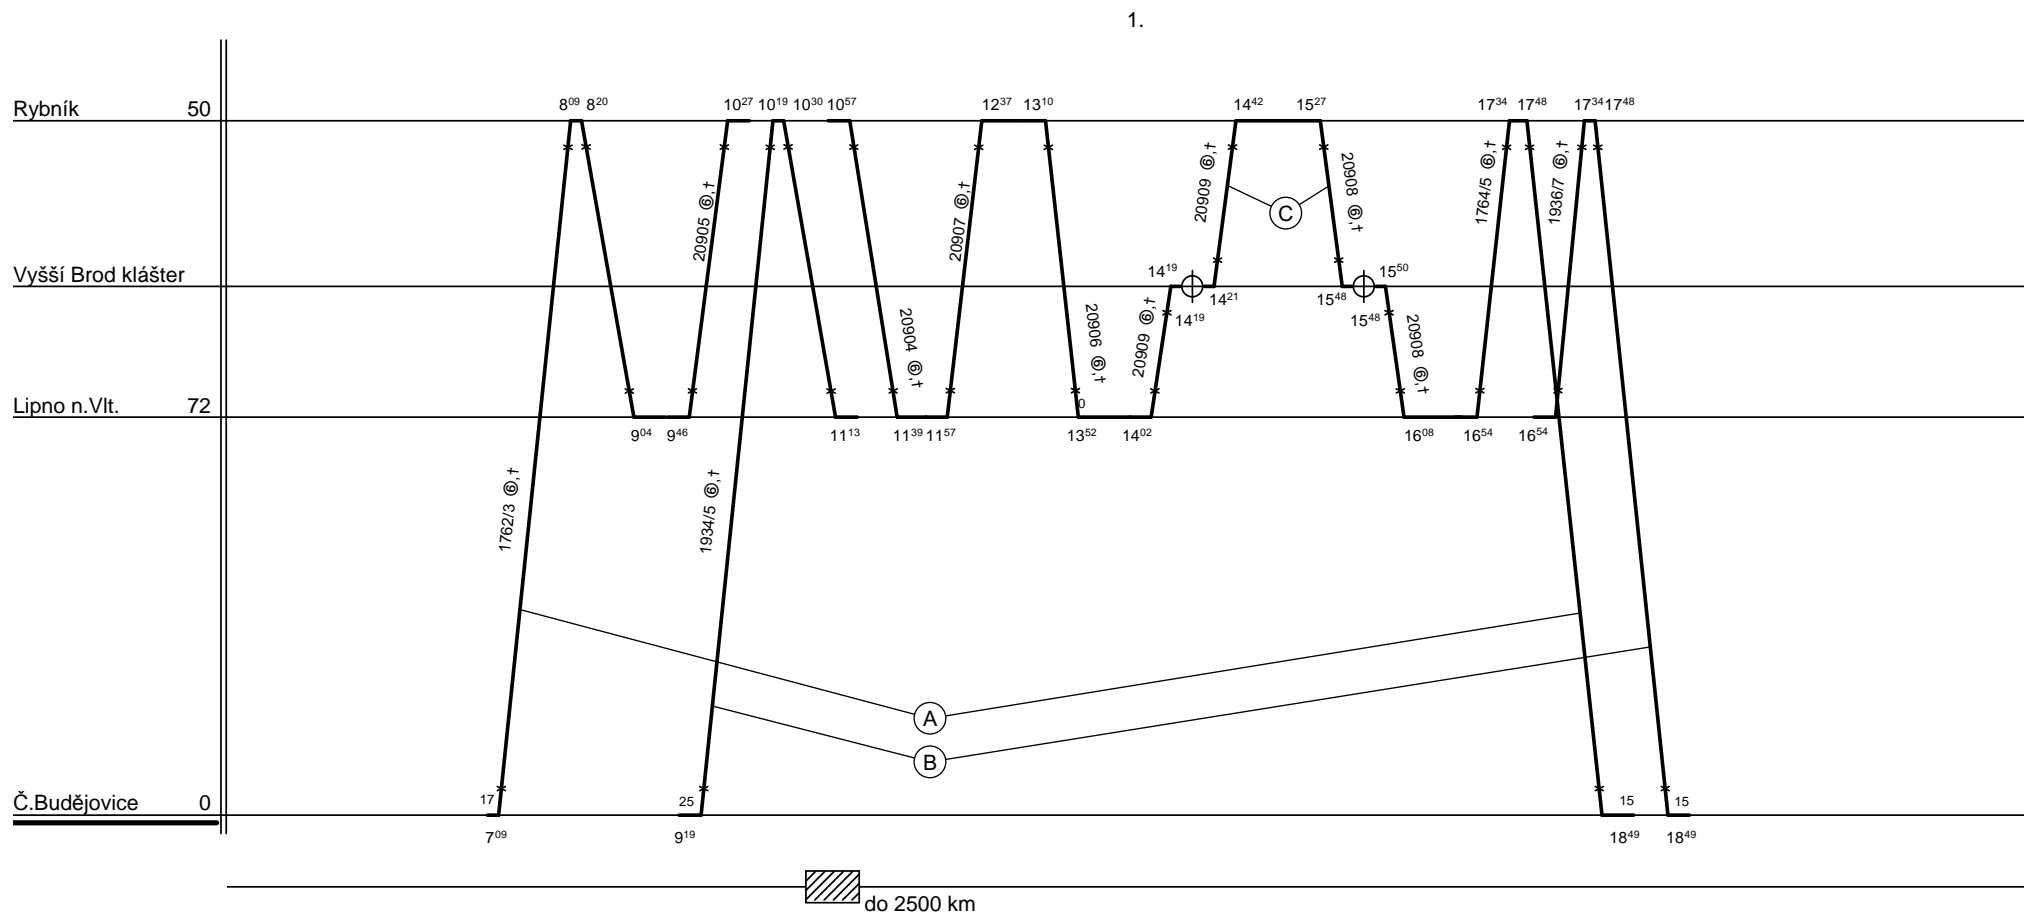 1.
Rybník 50
8⁰⁹ 8²⁰ 10²⁷ 10¹⁹ 10³⁰ 10⁵⁷ 12³⁷ 13¹⁰ 14⁴² 15²⁷ 17³⁴ 17⁴⁸ 17³⁴ 17⁴⁸
20905 ⑥,†
20907 ⑥,†
20909 ⑥,†
20908 ⑥,†
1764/5 ⑥,†
1936/7 ⑥,†
C
Vyšší Brod klášter
14¹⁹ 14²¹ 15⁵⁰
14¹⁹ 15⁴⁸ 15⁴⁸
20904 ⑥,†
20906 ⑥,†
20909 ⑥,†
20908 ⑥,†
Lipno n.Vlt. 72
0
9⁰⁴ 9⁴⁶ 11¹³ 11³⁹ 11⁵⁷ 13⁵² 14⁰² 16⁰⁸ 16⁵⁴ 16⁵⁴
1762/3 ⑥,†
1934/5 ⑥,†
A
B
Č.Budějovice 0
17 25 15 15
7⁰⁹ 9¹⁹ 18⁴⁹ 18⁴⁹
do 2500 km